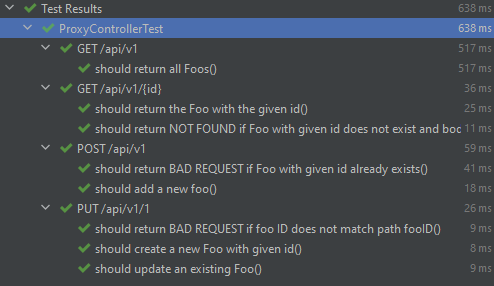 Test Results 638 ms
ProxyControllerTest 638 ms
GET /api/v1 517 ms
should return all Foos() 517 ms
GET /api/v1/{id} 36 ms
should return the Foo with the given id() 25 ms
should return NOT FOUND if Foo with given id does not exist and bod 11 ms
POST /api/v1 59 ms
should return BAD REQUEST if Foo with given id already exists() 41 ms
should add a new foo() 18 ms
PUT /api/v1/1 26 ms
should return BAD REQUEST if foo ID does not match path fooID() 9 ms
should create a new Foo with given id() 8 ms
should update an existing Foo() 9 ms